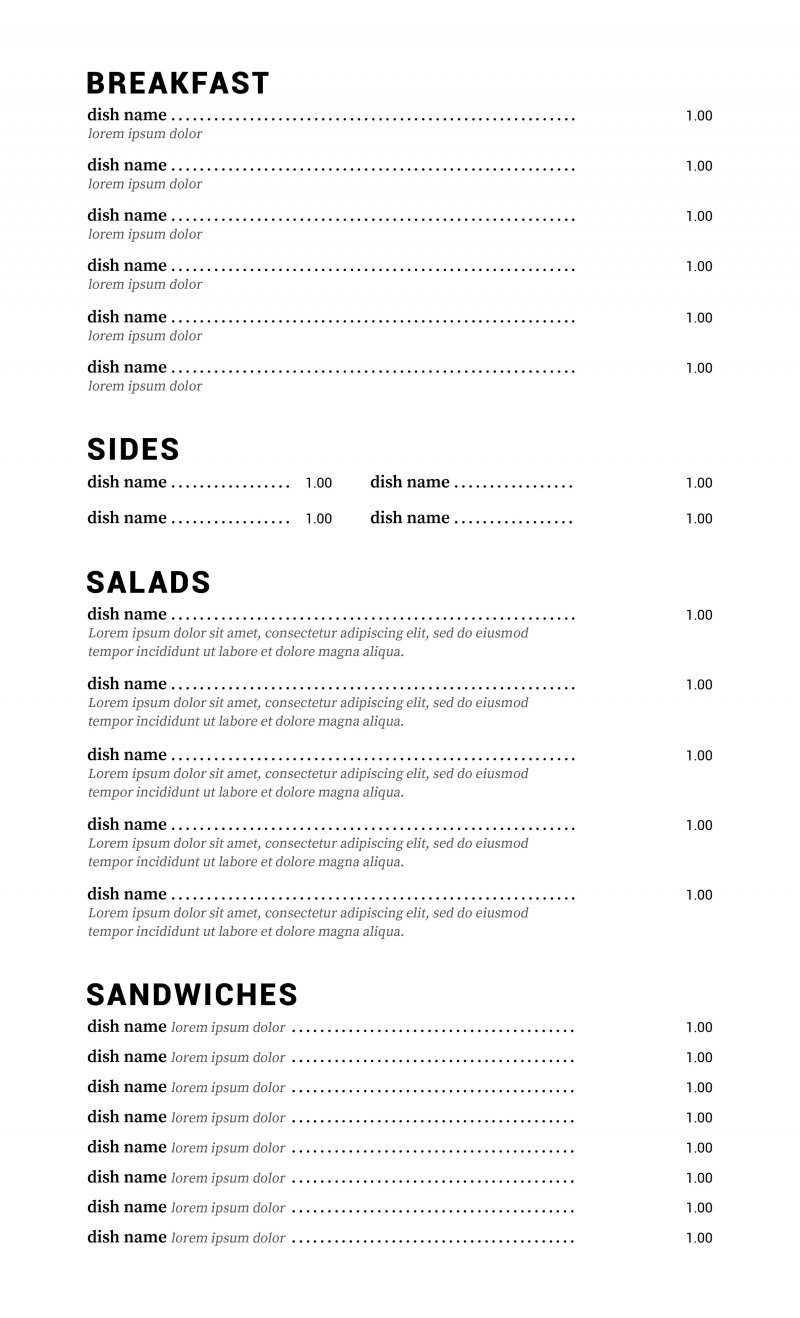 BREAKFAST
dish name ........................................................ 1.00
lorem ipsum dolor
dish name ........................................................ 1.00
lorem ipsum dolor
dish name ........................................................ 1.00
lorem ipsum dolor
dish name ........................................................ 1.00
lorem ipsum dolor
dish name ........................................................ 1.00
lorem ipsum dolor
dish name ........................................................ 1.00
lorem ipsum dolor
SIDES
dish name ................. 1.00 dish name ................. 1.00
dish name ................. 1.00 dish name ................. 1.00
SALADS
dish name ........................................................ 1.00
Lorem ipsum dolor sit amet, consectetur adipiscing elit, sed do eiusmod
tempor incididunt ut labore et dolore magna aliqua.
dish name ........................................................ 1.00
Lorem ipsum dolor sit amet, consectetur adipiscing elit, sed do eiusmod
tempor incididunt ut labore et dolore magna aliqua.
dish name ........................................................ 1.00
Lorem ipsum dolor sit amet, consectetur adipiscing elit, sed do eiusmod
tempor incididunt ut labore et dolore magna aliqua.
dish name ........................................................ 1.00
Lorem ipsum dolor sit amet, consectetur adipiscing elit, sed do eiusmod
tempor incididunt ut labore et dolore magna aliqua.
dish name ........................................................ 1.00
Lorem ipsum dolor sit amet, consectetur adipiscing elit, sed do eiusmod
tempor incididunt ut labore et dolore magna aliqua.
SANDWICHES
dish name lorem ipsum dolor ........................................ 1.00
dish name lorem ipsum dolor ........................................ 1.00
dish name lorem ipsum dolor ........................................ 1.00
dish name lorem ipsum dolor ........................................ 1.00
dish name lorem ipsum dolor ........................................ 1.00
dish name lorem ipsum dolor ........................................ 1.00
dish name lorem ipsum dolor ........................................ 1.00
dish name lorem ipsum dolor ........................................ 1.00